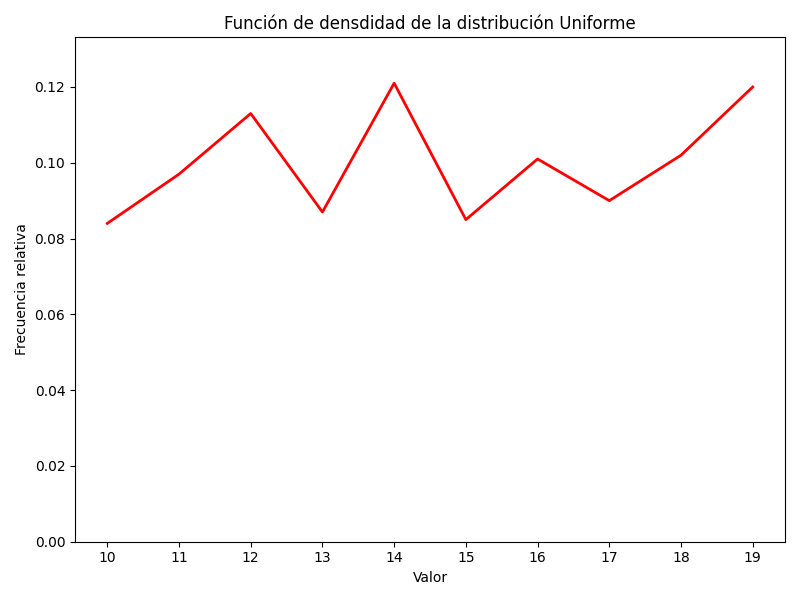 Función de densdidad de la distribución Uniforme
Frecuencia relativa
0.12
0.10
0.08
0.06
0.04
0.02
0.00
10 11 12 13 14 15 16 17 18 19
Valor